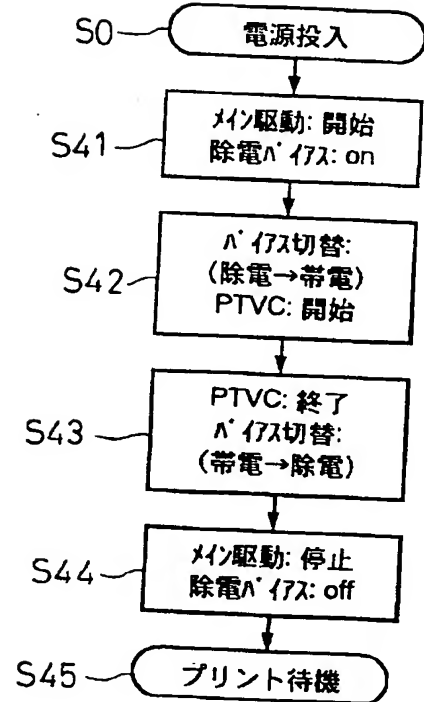 S0 電源投入
S41 メイン駆動: 開始
除電バイアス: on
S42 バイアス切替:
(除電→帯電)
PTVC: 開始
S43 PTVC: 終了
バイアス切替:
(帯電→除電)
S44 メイン駆動: 停止
除電バイアス: off
S45 プリント待機